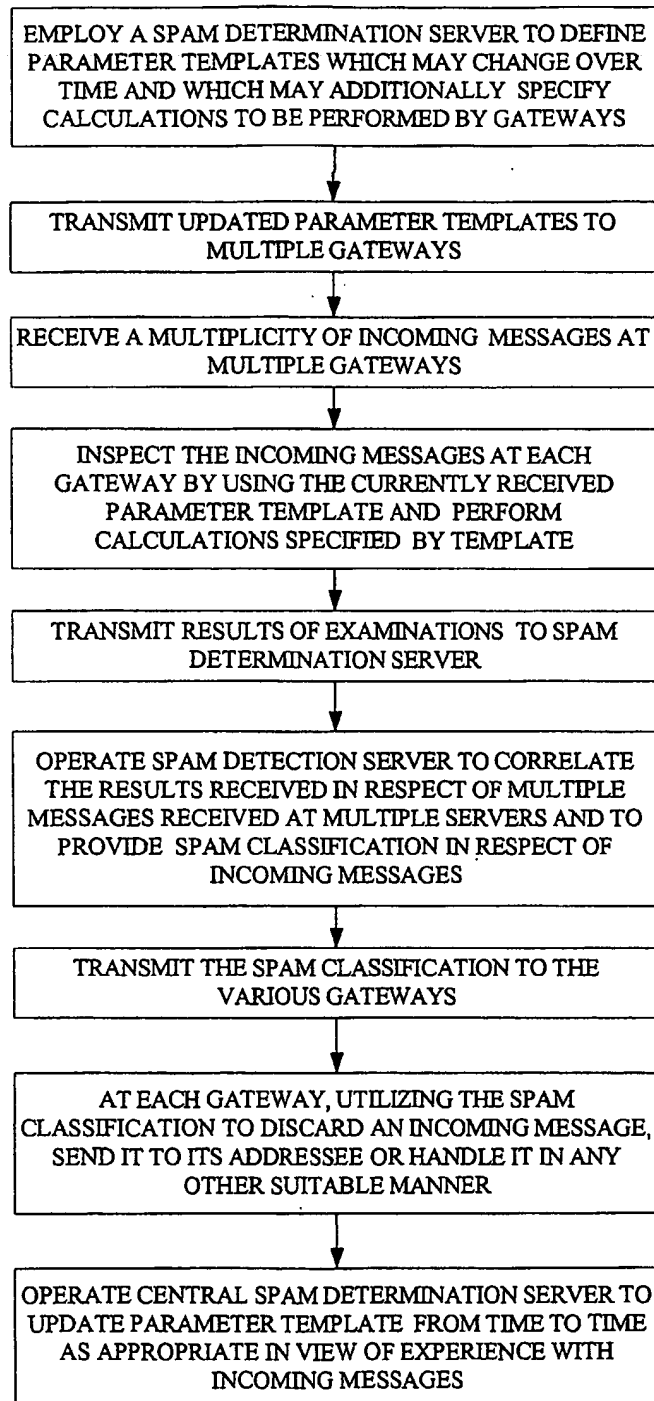 EMPLOY A SPAM DETERMINATION SERVER TO DEFINE
PARAMETER TEMPLATES WHICH MAY CHANGE OVER
TIME AND WHICH MAY ADDITIONALLY SPECIFY
CALCULATIONS TO BE PERFORMED BY GATEWAYS
TRANSMIT UPDATED PARAMETER TEMPLATES TO
MULTIPLE GATEWAYS
RECEIVE A MULTIPLICITY OF INCOMING MESSAGES AT
MULTIPLE GATEWAYS
INSPECT THE INCOMING MESSAGES AT EACH
GATEWAY BY USING THE CURRENTLY RECEIVED
PARAMETER TEMPLATE AND PERFORM
CALCULATIONS SPECIFIED BY TEMPLATE
TRANSMIT RESULTS OF EXAMINATIONS TO SPAM
DETERMINATION SERVER
OPERATE SPAM DETECTION SERVER TO CORRELATE
THE RESULTS RECEIVED IN RESPECT OF MULTIPLE
MESSAGES RECEIVED AT MULTIPLE SERVERS AND TO
PROVIDE SPAM CLASSIFICATION IN RESPECT OF
INCOMING MESSAGES
TRANSMIT THE SPAM CLASSIFICATION TO THE
VARIOUS GATEWAYS
AT EACH GATEWAY, UTILIZING THE SPAM
CLASSIFICATION TO DISCARD AN INCOMING MESSAGE,
SEND IT TO ITS ADDRESSEE OR HANDLE IT IN ANY
OTHER SUITABLE MANNER
OPERATE CENTRAL SPAM DETERMINATION SERVER TO
UPDATE PARAMETER TEMPLATE FROM TIME TO TIME
AS APPROPRIATE IN VIEW OF EXPERIENCE WITH
INCOMING MESSAGES